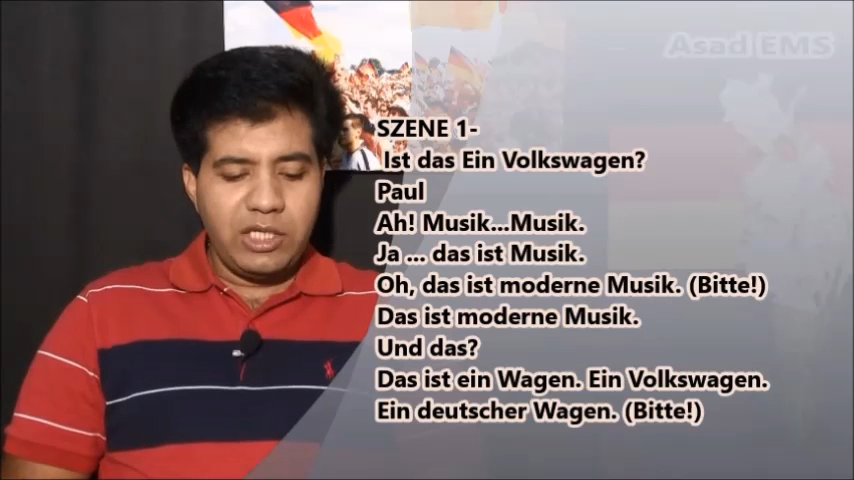 Asad EMS
SZENE 1-
Ist das Ein Volkswagen?
Paul
Ah! Musik...Musik.
Ja ... das ist Musik.
Oh, das ist moderne Musik. (Bitte!)
Das ist moderne Musik.
Und das?
Das ist ein Wagen. Ein Volkswagen.
Ein deutscher Wagen. (Bitte!)